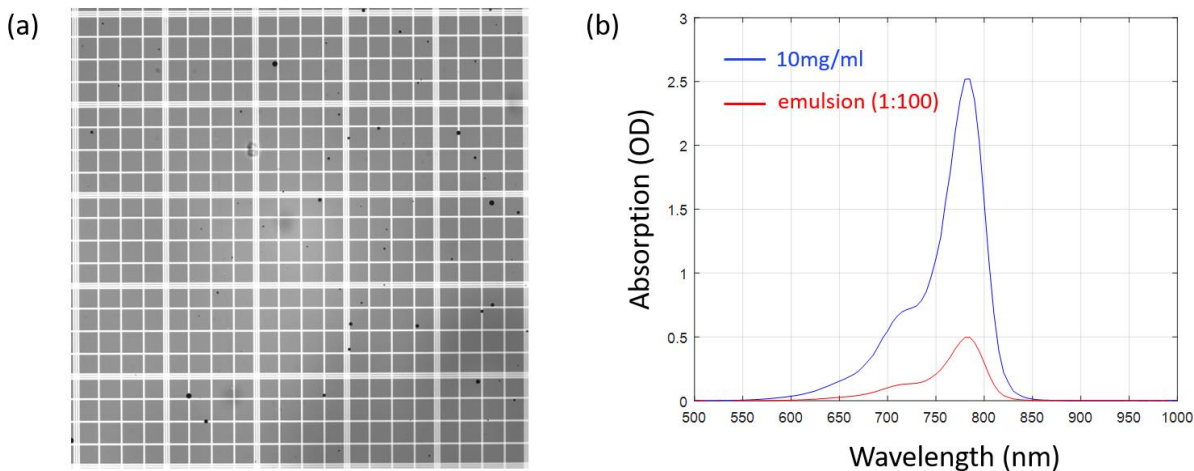 (a)
(b)
3
10mg/ml
2.5
emulsion (1:100)
2
1.5
1
0.5
0
500 550 600 650 700 750 800 850 900 950 1000
Absorption (OD)
Wavelength (nm)